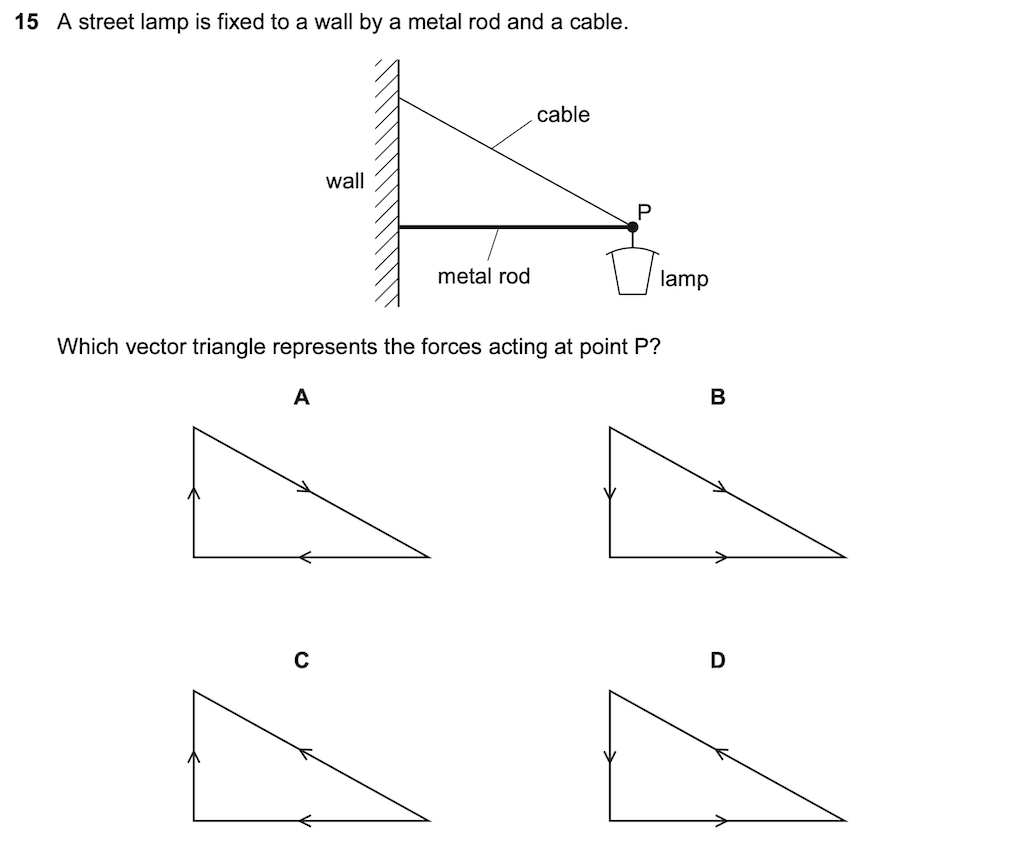 15 A street lamp is fixed to a wall by a metal rod and a cable.
cable
wall
P
metal rod
lamp
Which vector triangle represents the forces acting at point P?
A
B
C
D